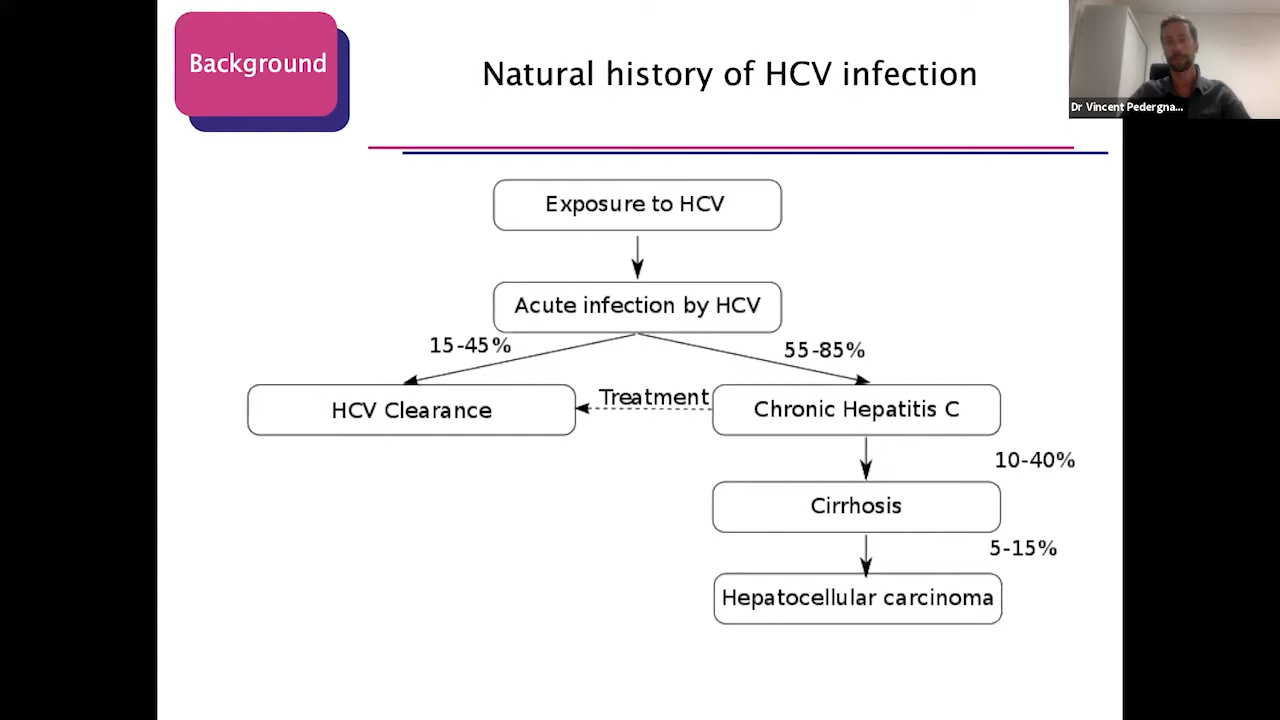 Background
Natural history of HCV infection
Dr Vincent Pedergna...
Exposure to HCV
Acute infection by HCV
15-45%
55-85%
HCV Clearance
Treatment
Chronic Hepatitis C
10-40%
Cirrhosis
5-15%
Hepatocellular carcinoma